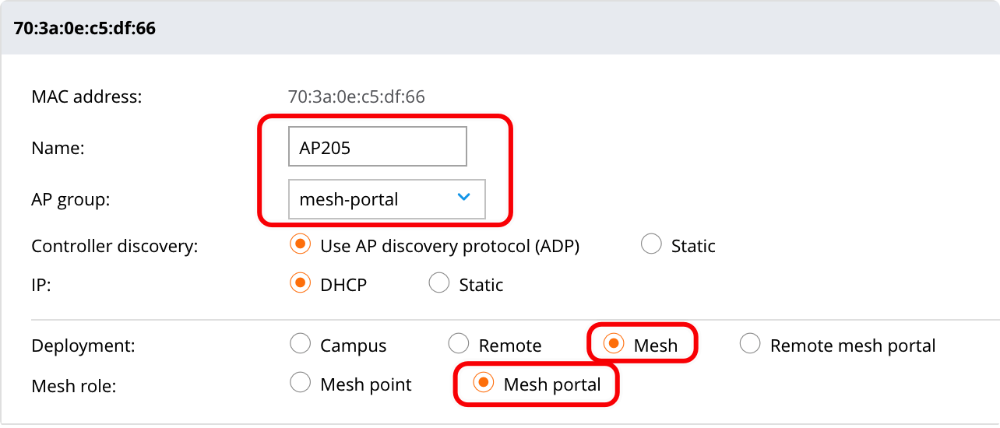 70:3a:0e:c5:df:66
MAC address: 70:3a:0e:c5:df:66
Name: AP205
AP group: mesh-portal
Controller discovery: Use AP discovery protocol (ADP) Static
IP: DHCP Static
Deployment: Campus Remote Mesh Remote mesh portal
Mesh role: Mesh point Mesh portal